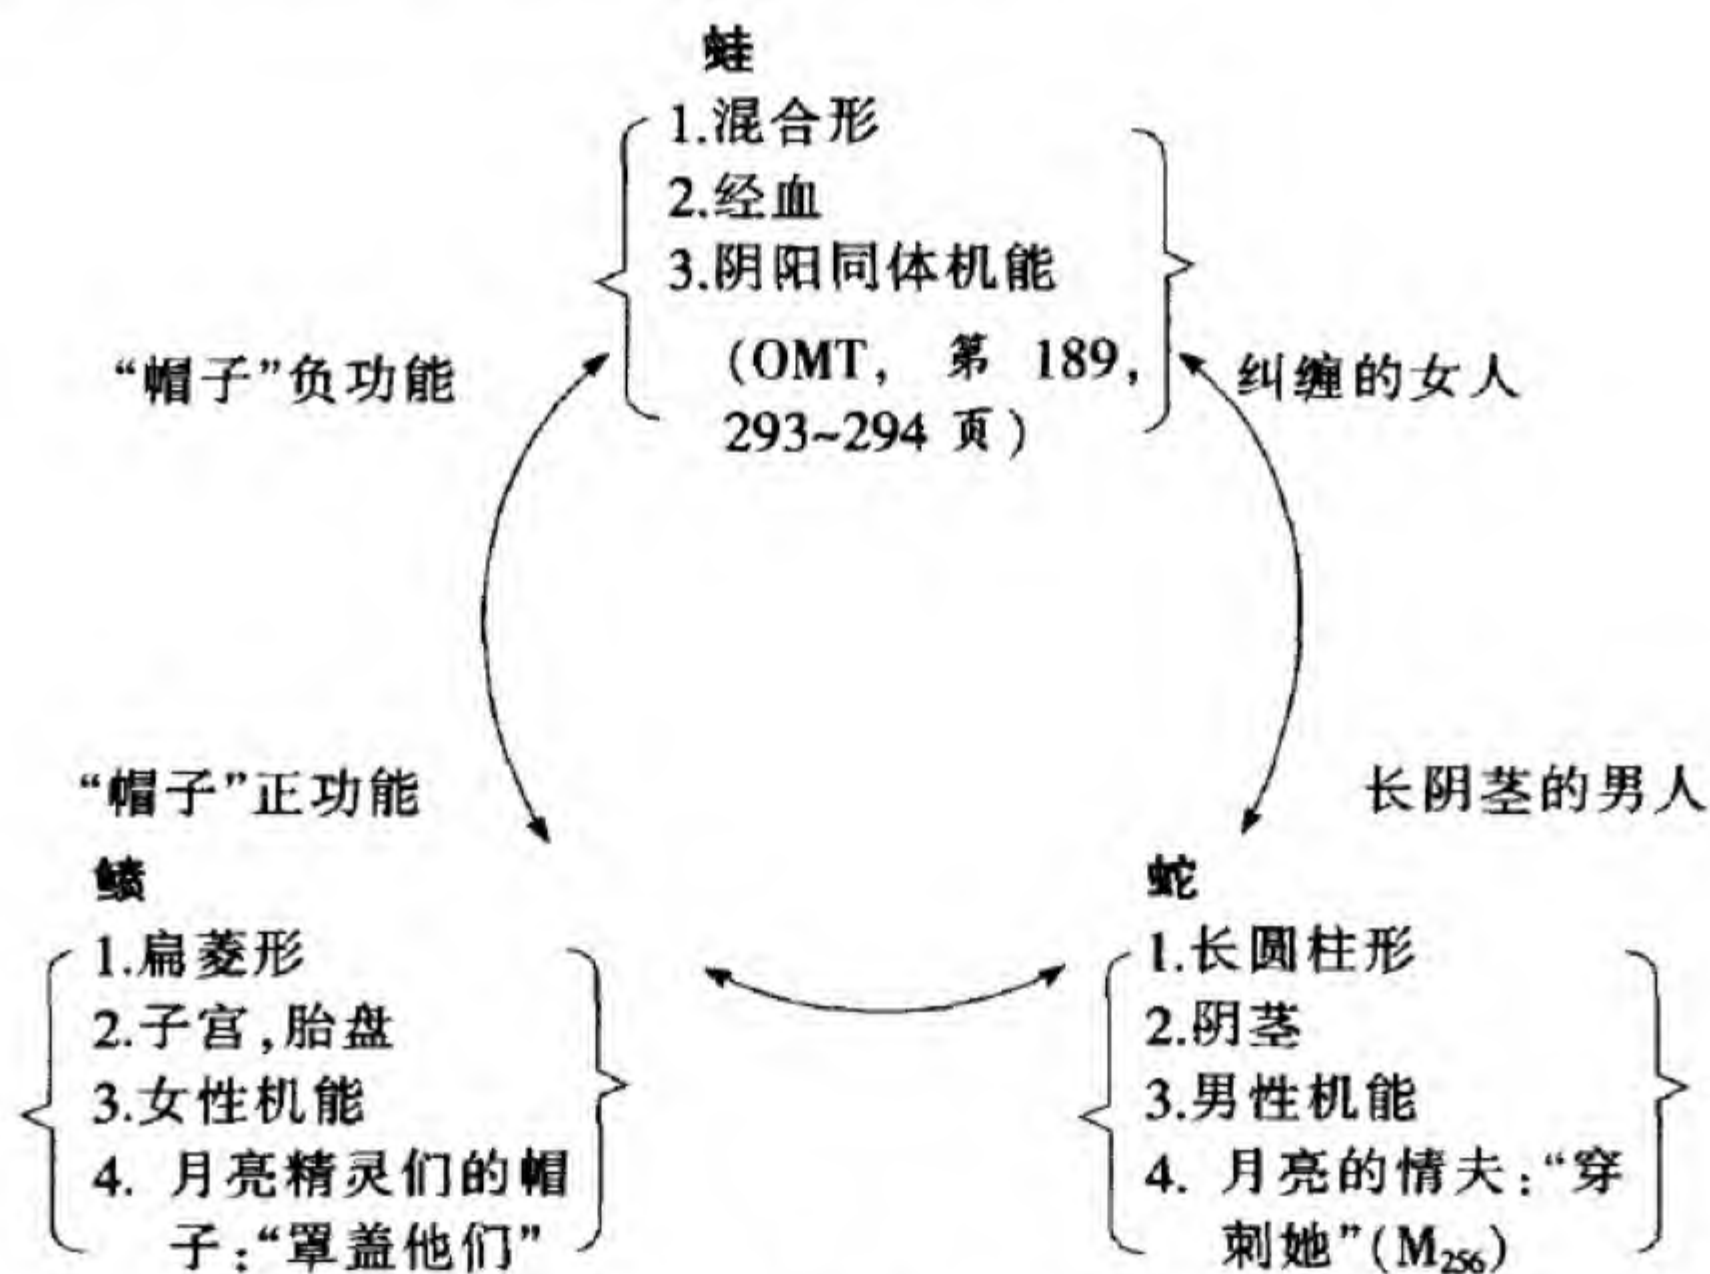 蛙
1.混合形
2.经血
3.阴阳同体机能
(OMT, 第 189,
293~294 页)
“帽子”负功能
纠缠的女人
“帽子”正功能
长阴茎的男人
鲼
1.扁菱形
2.子宫,胎盘
3.女性机能
4. 月亮精灵们的帽
子:“罩盖他们”
蛇
1.长圆柱形
2.阴茎
3.男性机能
4. 月亮的情夫:“穿
刺她”(M256)